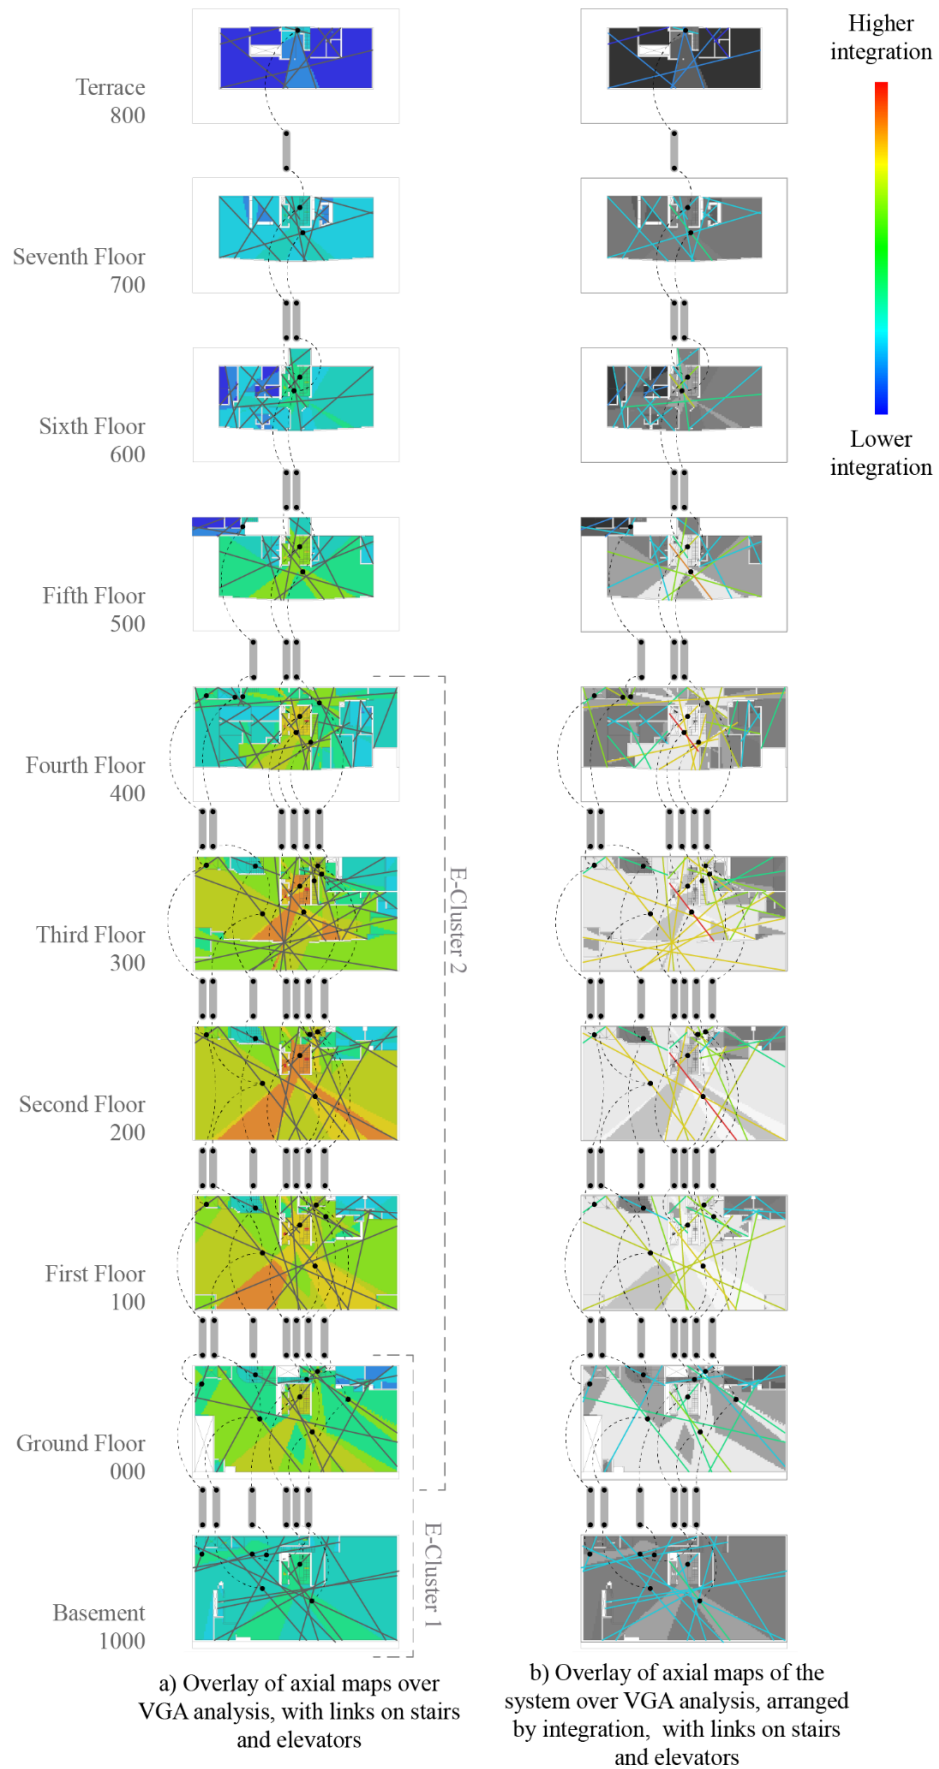 Higher
integration
Terrace
800
Seventh Floor
700
Sixth Floor
600
Lower
integration
Fifth Floor
500
Fourth Floor
400
E-Cluster 2
Third Floor
300
Second Floor
200
First Floor
100
Ground Floor
000
E-Cluster 1
Basement
1000
a) Overlay of axial maps over
VGA analysis, with links on stairs
and elevators
b) Overlay of axial maps of the
system over VGA analysis, arranged
by integration, with links on stairs
and elevators